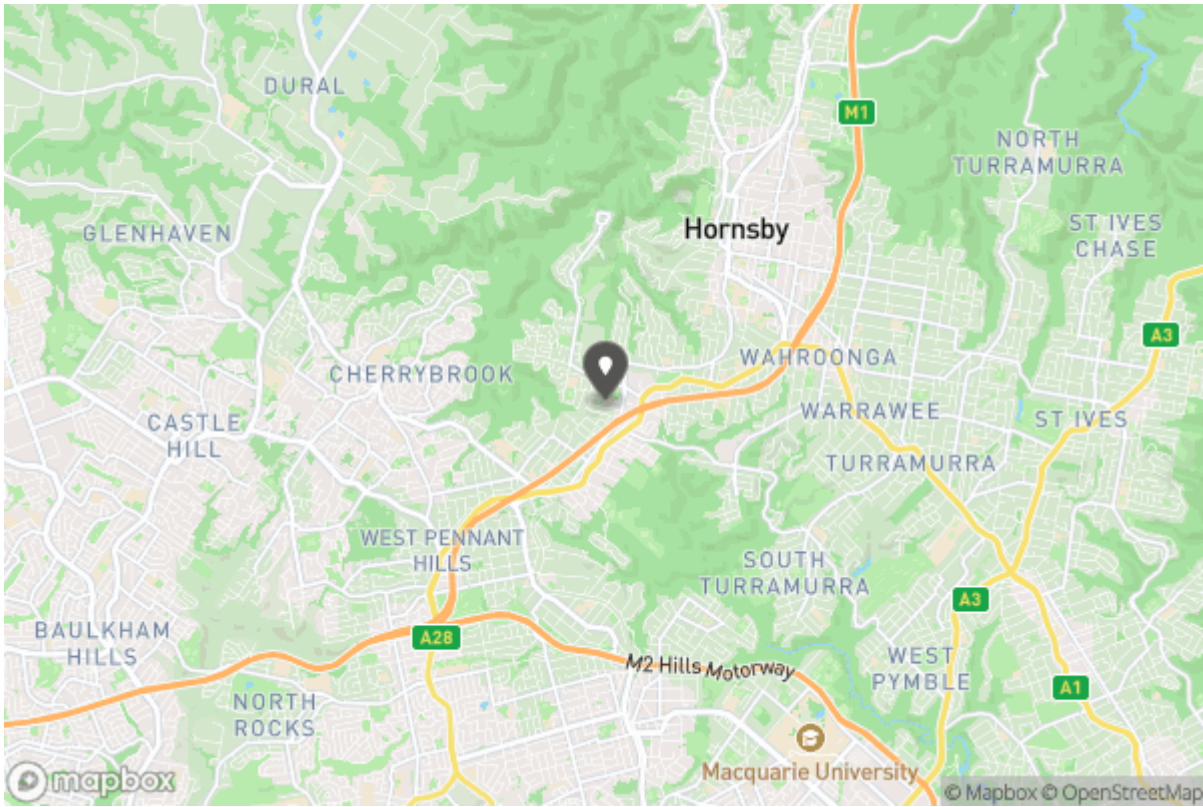 DURAL
M1
NORTH
TURRAMURRA
Hornsby
ST IVES
CHASE
GLENHAVEN
A3
WAHROONGA
CHERRYBROOK
WARRAWEE
ST IVES
CASTLE
HILL
TURRAMURRA
WEST PENNANT
HILLS
SOUTH
TURRAMURRA
A3
BAULKHAM
HILLS
A28
M2 Hills Motorway
WEST
PYMBLE
A1
NORTH
ROCKS
Macquarie University
mapbox
© Mapbox © OpenStreetMap